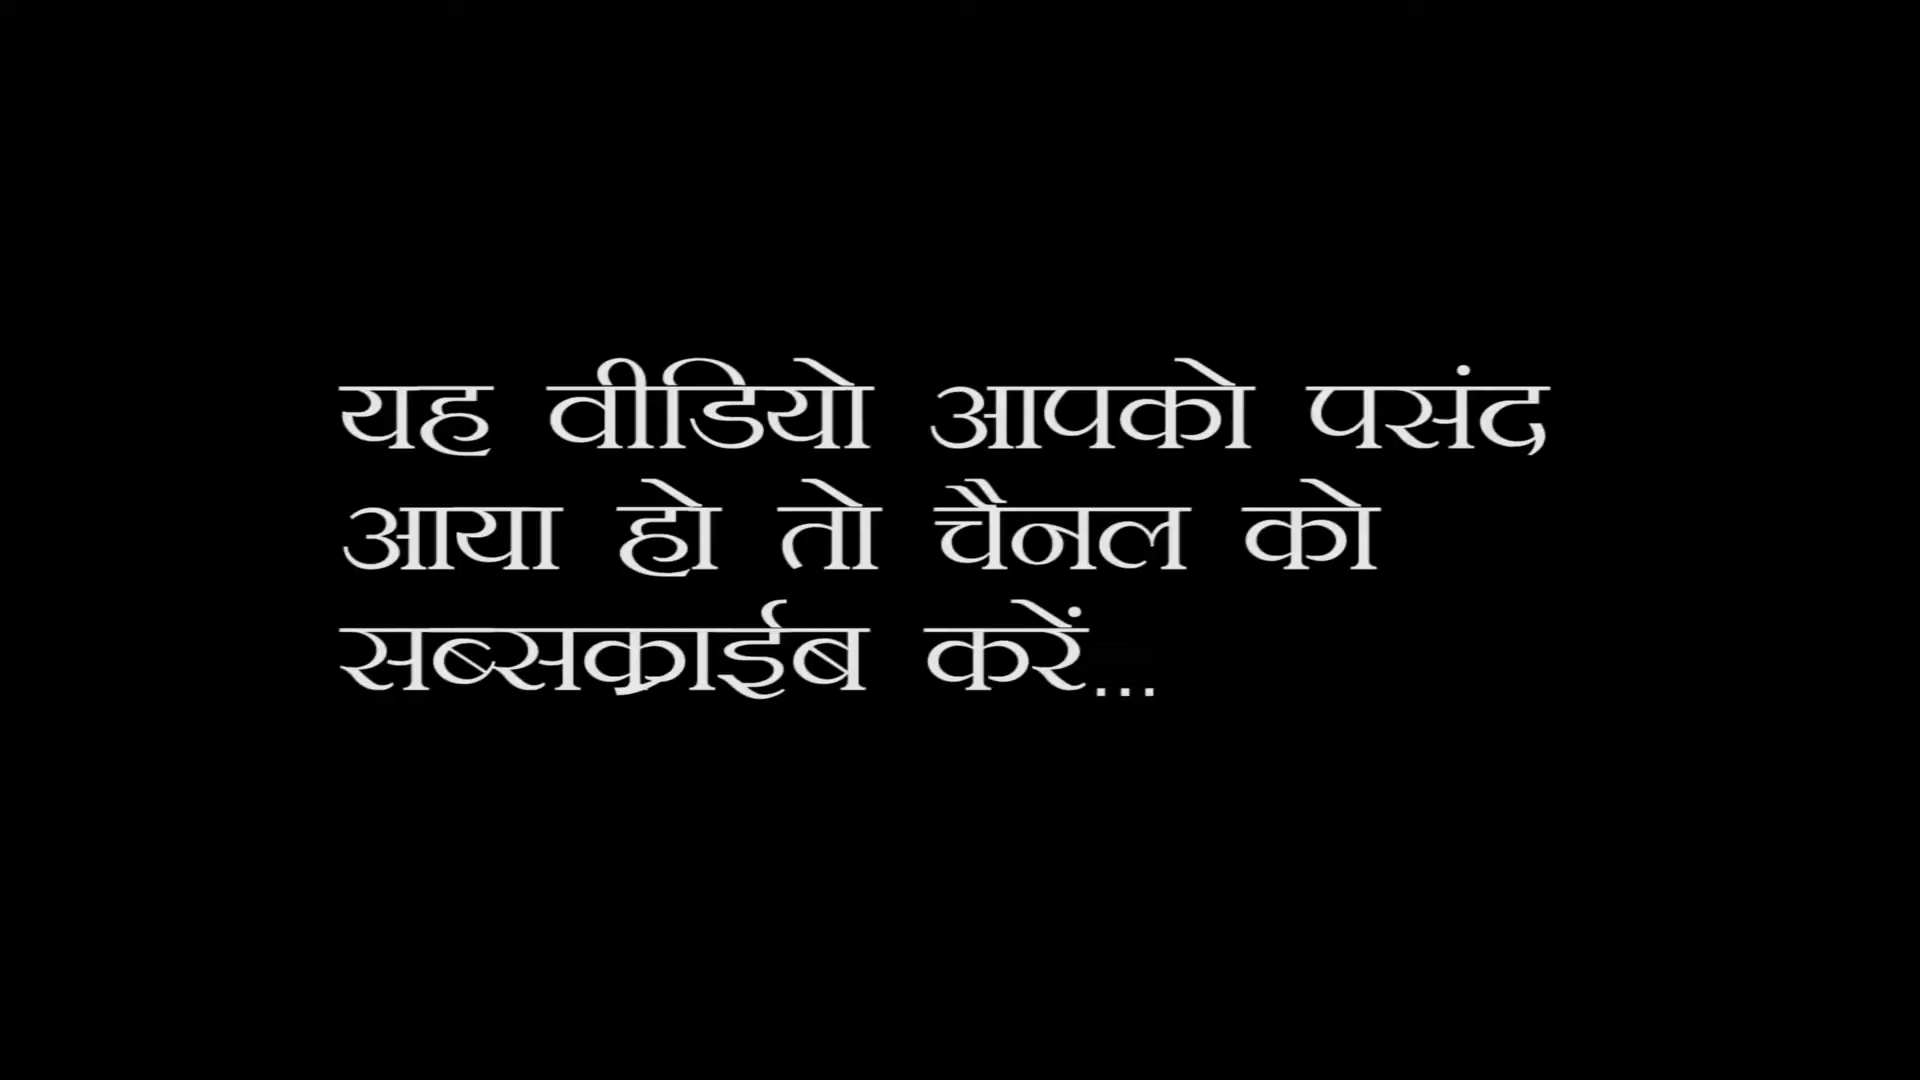 यह वीडियो आपको पसंद
आया हो तो चैनल को
सब्सक्राईब करें...